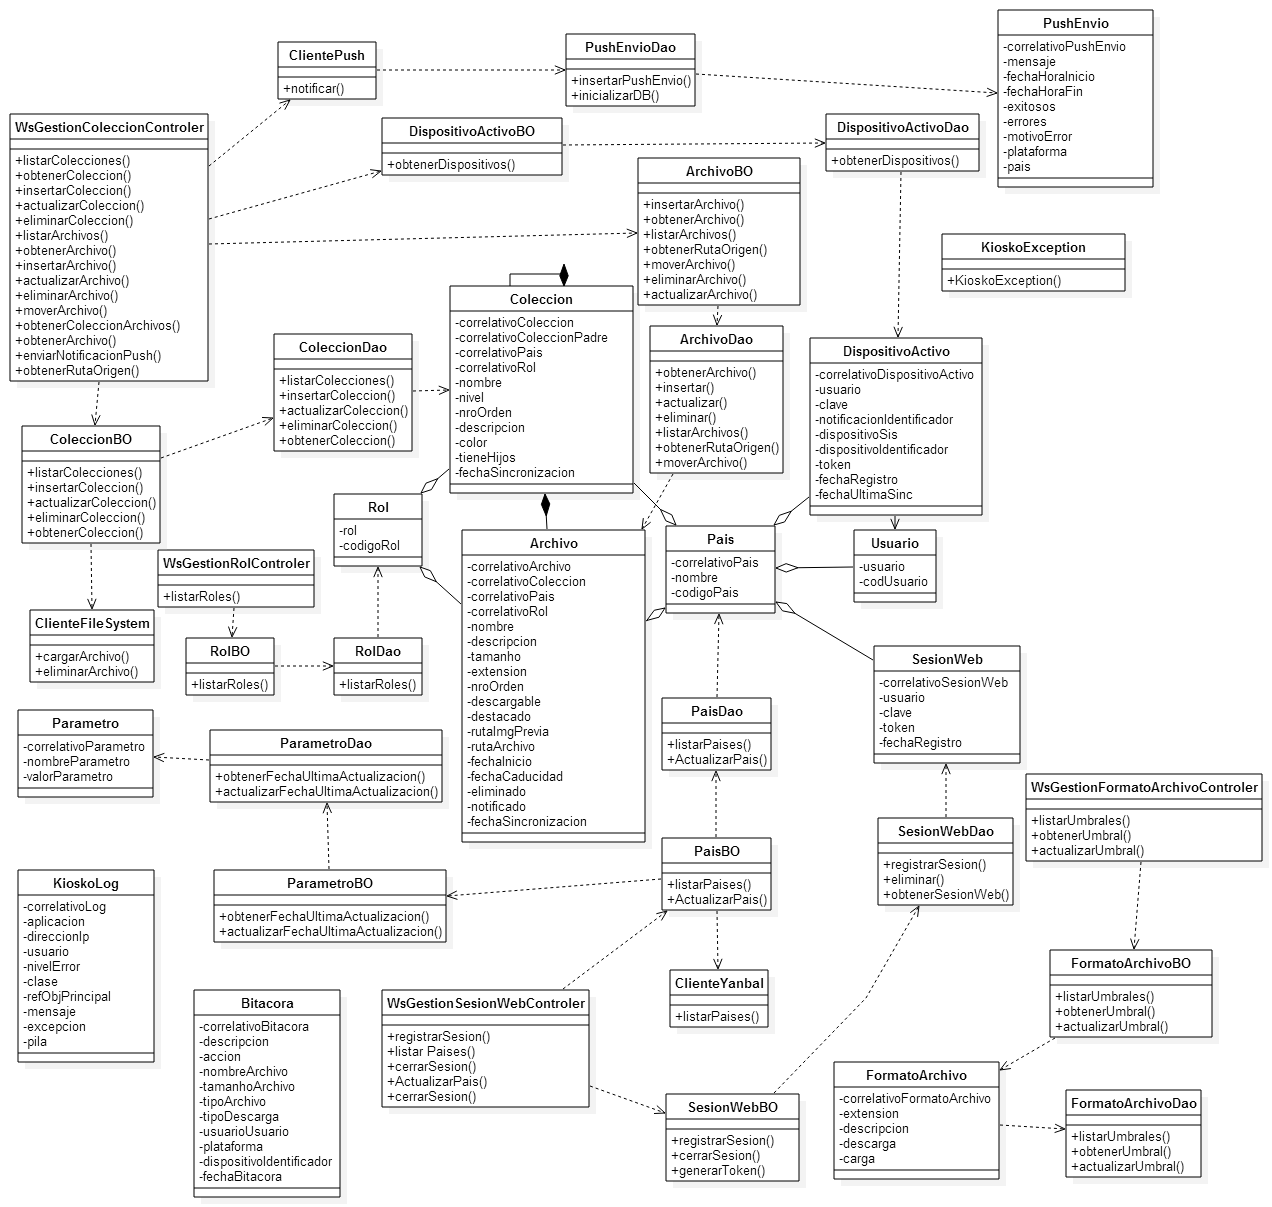 PushEnvio
-correlativoPushEnvio
-mensaje
-fechaHoraInicio
-fechaHoraFin
-exitosos
-errores
-motivoError
-plataforma
-pais
ClientePush
+notificar()
PushEnvioDao
+insertarPushEnvio()
+inicializarDB()
WsGestionColeccionControler
+listarColecciones()
+obtenerColeccion()
+insertarColeccion()
+actualizarColeccion()
+eliminarColeccion()
+listarArchivos()
+obtenerArchivo()
+insertarArchivo()
+actualizarArchivo()
+eliminarArchivo()
+moverArchivo()
+obtenerColeccionArchivos()
+obtenerArchivo()
+enviarNotificacionPush()
+obtenerRutaOrigen()
DispositivoActivoBO
+obtenerDispositivos()
DispositivoActivoDao
+obtenerDispositivos()
ArchivoBO
+insertarArchivo()
+obtenerArchivo()
+listarArchivos()
+obtenerRutaOrigen()
+moverArchivo()
+eliminarArchivo()
+actualizarArchivo()
KioskoException
+KioskoException()
Coleccion
-correlativoColeccion
-correlativoColeccionPadre
-correlativoPais
-correlativoRol
-nombre
-nivel
-nroOrden
-descripcion
-color
-tieneHijos
-fechaSincronizacion
ColeccionDao
+listarColecciones()
+insertarColeccion()
+actualizarColeccion()
+eliminarColeccion()
+obtenerColeccion()
ArchivoDao
+obtenerArchivo()
+insertar()
+actualizar()
+eliminar()
+listarArchivos()
+obtenerRutaOrigen()
+moverArchivo()
DispositivoActivo
-correlativoDispositivoActivo
-usuario
-clave
-notificacionIdentificador
-dispositivoSis
-dispositivoIdentificador
-token
-fechaRegistro
-fechaUltimaSinc
ColeccionBO
+listarColecciones()
+insertarColeccion()
+actualizarColeccion()
+eliminarColeccion()
+obtenerColeccion()
Rol
-rol
-codigoRol
Archivo
-correlativoArchivo
-correlativoColeccion
-correlativoPais
-correlativoRol
-nombre
-descripcion
-tamanho
-extension
-nroOrden
-descargable
-destacado
-rutaImgPrevia
-rutaArchivo
-fechaInicio
-fechaCaducidad
-eliminado
-notificado
-fechaSincronizacion
Pais
-correlativoPais
-nombre
-codigoPais
Usuario
-usuario
-codUsuario
WsGestionRolControler
+listarRoles()
ClienteFileSystem
+cargarArchivo()
+eliminarArchivo()
RolBO
+listarRoles()
RolDao
+listarRoles()
SesionWeb
-correlativoSesionWeb
-usuario
-clave
-token
-fechaRegistro
PaisDao
+listarPaises()
+ActualizarPais()
Parametro
-correlativoParametro
-nombreParametro
-valorParametro
ParametroDao
+obtenerFechaUltimaActualizacion()
+actualizarFechaUltimaActualizacion()
WsGestionFormatoArchivoControler
+listarUmbrales()
+obtenerUmbral()
+actualizarUmbral()
SesionWebDao
+registrarSesion()
+eliminar()
+obtenerSesionWeb()
PaisBO
+listarPaises()
+ActualizarPais()
KioskoLog
-correlativoLog
-aplicacion
-direccionIp
-usuario
-nivelError
-clase
-refObjPrincipal
-mensaje
-excepcion
-pila
ParametroBO
+obtenerFechaUltimaActualizacion()
+actualizarFechaUltimaActualizacion()
FormatoArchivoBO
+listarUmbrales()
+obtenerUmbral()
+actualizarUmbral()
ClienteYanbal
+listarPaises()
Bitacora
-correlativoBitacora
-descripcion
-accion
-nombreArchivo
-tamanhoArchivo
-tipoArchivo
-tipoDescarga
-usuarioUsuario
-plataforma
-dispositivoIdentificador
-fechaBitacora
WsGestionSesionWebControler
+registrarSesion()
+listar Paises()
+cerrarSesion()
+ActualizarPais()
+cerrarSesion()
FormatoArchivo
-correlativoFormatoArchivo
-extension
-descripcion
-descarga
-carga
FormatoArchivoDao
+listarUmbrales()
+obtenerUmbral()
+actualizarUmbral()
SesionWebBO
+registrarSesion()
+cerrarSesion()
+generarToken()